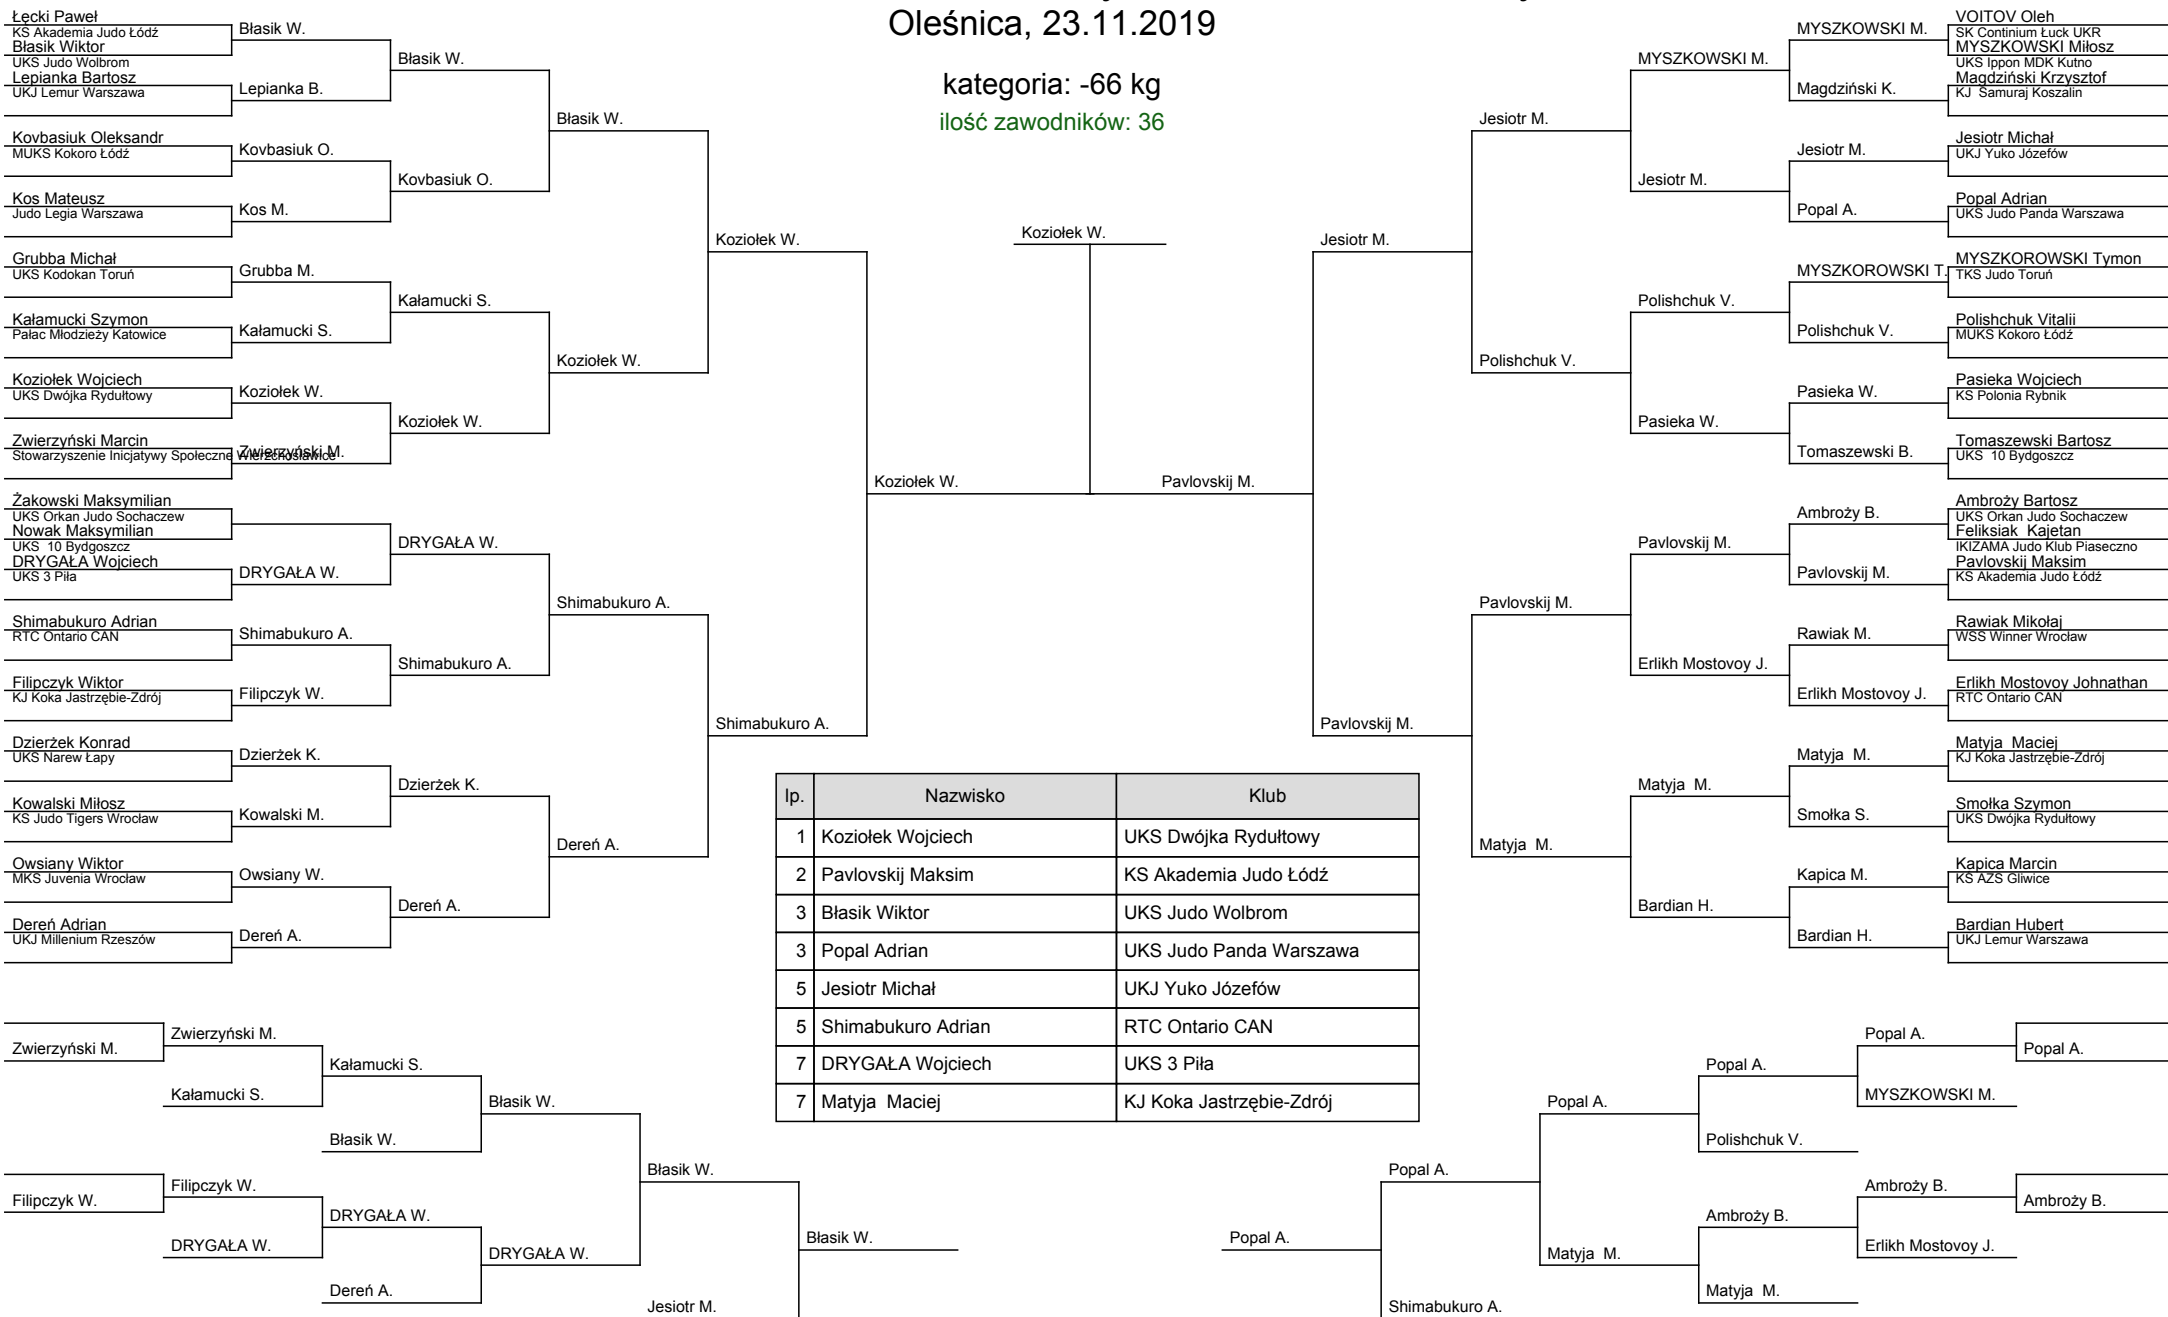 Oleśnica, 23.11.2019
kategoria: -66 kg
ilość zawodników: 36
Łęcki Paweł
KS Akademia Judo Łódź
Błasik Wiktor
UKS Judo Wolbrom
Lepianka Bartosz
UKJ Lemur Warszawa
Kovbasiuk Oleksandr
MUKS Kokoro Łódź
Kos Mateusz
Judo Legia Warszawa
Grubba Michał
UKS Kodokan Toruń
Kałamucki Szymon
Pałac Młodzieży Katowice
Koziołek Wojciech
UKS Dwójka Rydułtowy
Zwierzyński Marcin
Stowarzyszenie Inicjatywy Społeczne Wierzchosławice
Żakowski Maksymilian
UKS Orkan Judo Sochaczew
Nowak Maksymilian
UKS 10 Bydgoszcz
DRYGAŁA Wojciech
UKS 3 Piła
Shimabukuro Adrian
RTC Ontario CAN
Filipczyk Wiktor
KJ Koka Jastrzębie-Zdrój
Dzierżek Konrad
UKS Narew Łapy
Kowalski Miłosz
KS Judo Tigers Wrocław
Owsiany Wiktor
MKS Juvenia Wrocław
Dereń Adrian
UKJ Millenium Rzeszów
Błasik W.
Lepianka B.
Kovbasiuk O.
Kos M.
Grubba M.
Kałamucki S.
Koziołek W.
Zwierzyński M.
DRYGAŁA W.
Shimabukuro A.
Filipczyk W.
Dzierżek K.
Kowalski M.
Owsiany W.
Dereń A.
Błasik W.
Kovbasiuk O.
Kałamucki S.
Koziołek W.
DRYGAŁA W.
Shimabukuro A.
Dzierżek K.
Dereń A.
Błasik W.
Koziołek W.
Shimabukuro A.
Dereń A.
Koziołek W.
Shimabukuro A.
Koziołek W.
Koziołek W.
Pavlovskij M.
Jesiotr M.
Pavlovskij M.
Jesiotr M.
Polishchuk V.
Pavlovskij M.
Matyja M.
MYSZKOWSKI M.
Jesiotr M.
Polishchuk V.
Pasieka W.
Pavlovskij M.
Erlikh Mostovoy J.
Matyja M.
Bardian H.
MYSZKOWSKI M.
Magdziński K.
Jesiotr M.
Popal A.
MYSZKOROWSKI T.
Polishchuk V.
Pasieka W.
Tomaszewski B.
Ambroży B.
Pavlovskij M.
Rawiak M.
Erlikh Mostovoy J.
Matyja M.
Smołka S.
Kapica M.
Bardian H.
VOITOV Oleh
SK Continium Łuck UKR
MYSZKOWSKI Miłosz
UKS Ippon MDK Kutno
Magdziński Krzysztof
KJ Samuraj Koszalin
Jesiotr Michał
UKJ Yuko Józefów
Popal Adrian
UKS Judo Panda Warszawa
MYSZKOROWSKI Tymon
TKS Judo Toruń
Polishchuk Vitalii
MUKS Kokoro Łódź
Pasieka Wojciech
KS Polonia Rybnik
Tomaszewski Bartosz
UKS 10 Bydgoszcz
Ambroży Bartosz
UKS Orkan Judo Sochaczew
Feliksiak Kajetan
IKIZAMA Judo Klub Piaseczno
Pavlovskij Maksim
KS Akademia Judo Łódź
Rawiak Mikołaj
WSS Winner Wrocław
Erlikh Mostovoy Johnathan
RTC Ontario CAN
Matyja Maciej
KJ Koka Jastrzębie-Zdrój
Smołka Szymon
UKS Dwójka Rydułtowy
Kapica Marcin
KS AZS Gliwice
Bardian Hubert
UKJ Lemur Warszawa
lp. Nazwisko Klub
1 Koziołek Wojciech UKS Dwójka Rydułtowy
2 Pavlovskij Maksim KS Akademia Judo Łódź
3 Błasik Wiktor UKS Judo Wolbrom
3 Popal Adrian UKS Judo Panda Warszawa
5 Jesiotr Michał UKJ Yuko Józefów
5 Shimabukuro Adrian RTC Ontario CAN
7 DRYGAŁA Wojciech UKS 3 Piła
7 Matyja Maciej KJ Koka Jastrzębie-Zdrój
Zwierzyński M.
Filipczyk W.
Zwierzyński M.
Kałamucki S.
Filipczyk W.
DRYGAŁA W.
Kałamucki S.
Błasik W.
DRYGAŁA W.
Dereń A.
Błasik W.
DRYGAŁA W.
Błasik W.
Jesiotr M.
Błasik W.
Popal A.
Popal A.
Shimabukuro A.
Popal A.
Matyja M.
Popal A.
Polishchuk V.
Ambroży B.
Matyja M.
Popal A.
MYSZKOWSKI M.
Ambroży B.
Erlikh Mostovoy J.
Popal A.
Ambroży B.